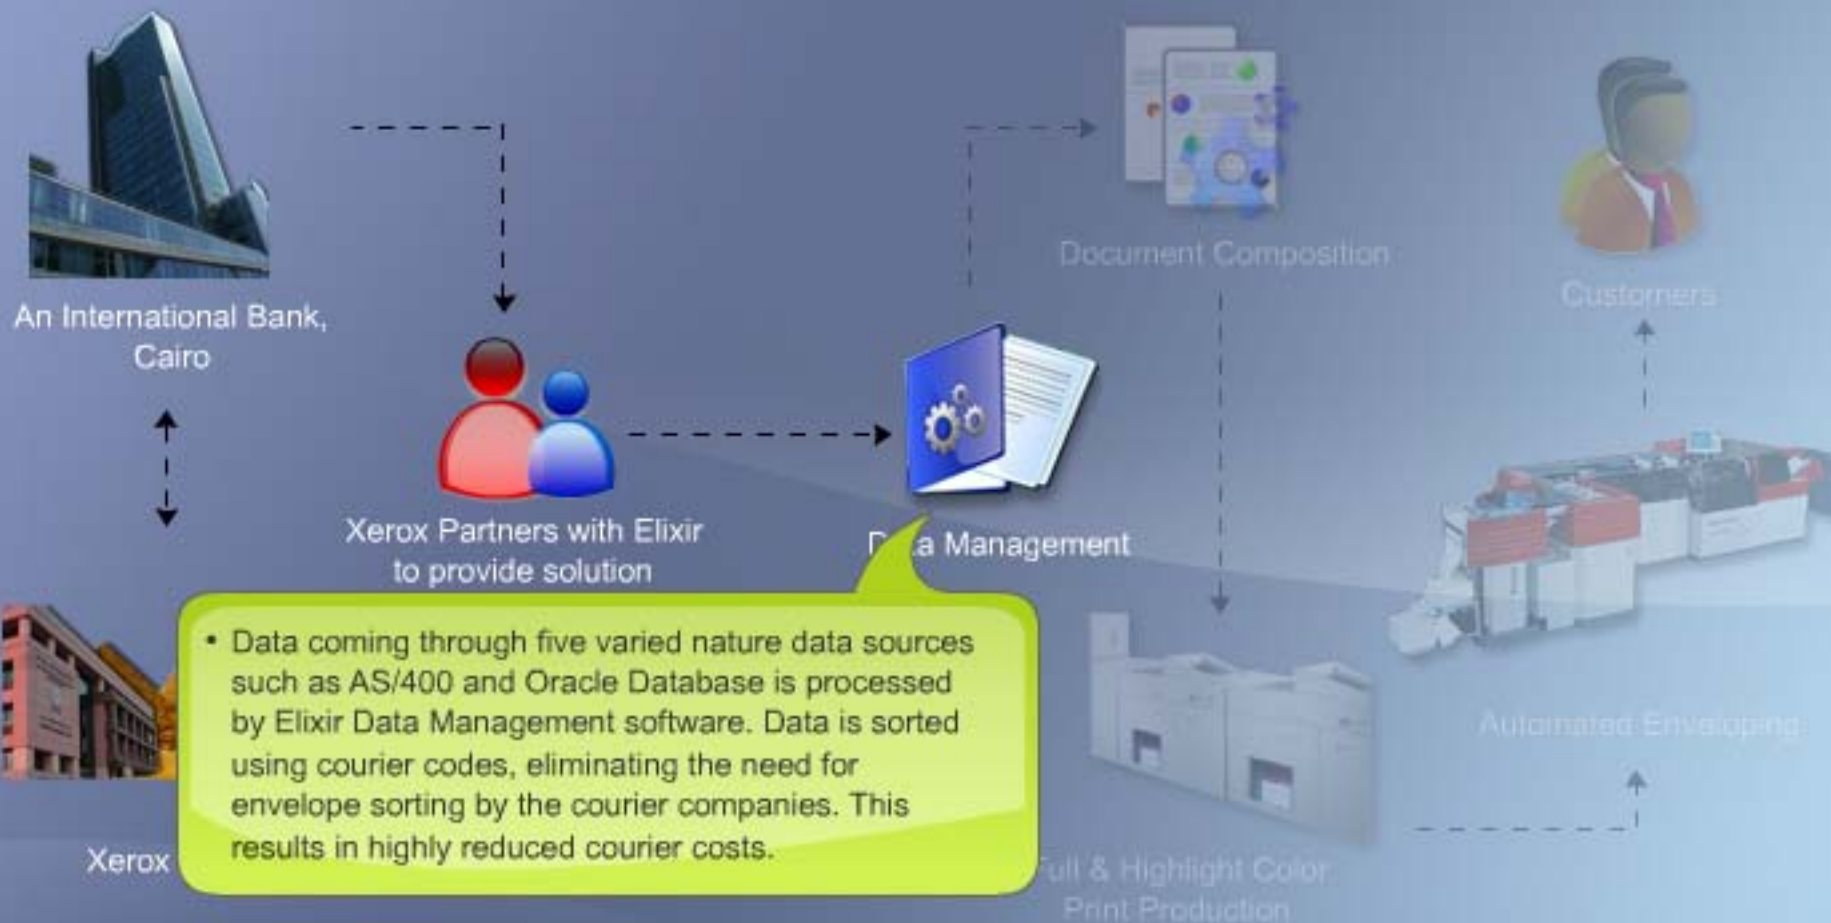 An International Bank,
Cairo
Xerox Partners with Elixir
to provide solution
a Management
Document Composition
Customers
• Data coming through five varied nature data sources
such as AS/400 and Oracle Database is processed
by Elixir Data Management software. Data is sorted
using courier codes, eliminating the need for
envelope sorting by the courier companies. This
results in highly reduced courier costs.
Xerox
Automated Enveloping
Full & Highlight Color
Print Production